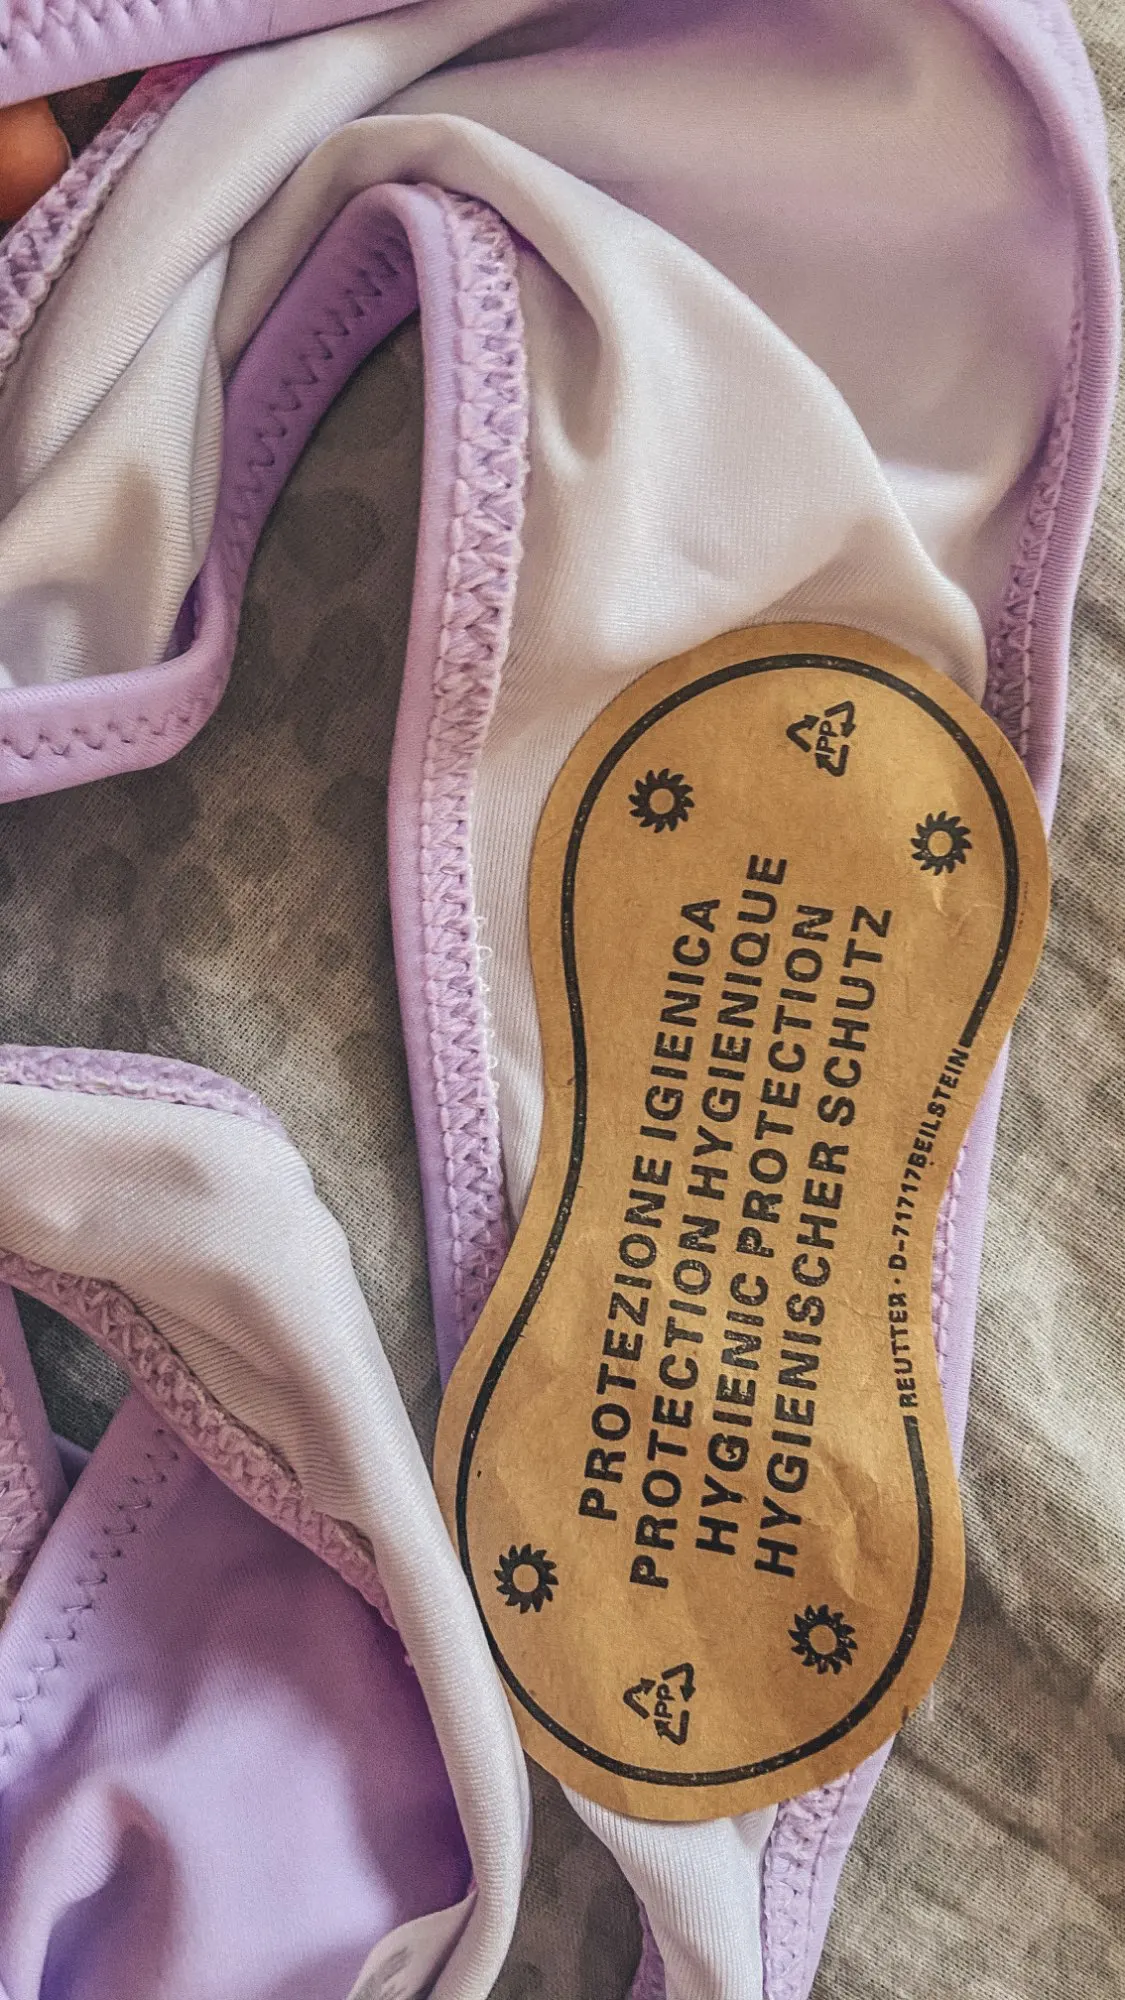 PP
PROTEZIONE IGIENICA
PROTECTION HYGIENIQUE
HYGIENIC PROTECTION
HYGIENISCHER SCHUTZ
REUTTER · D-71717 BEILSTEIN
PP